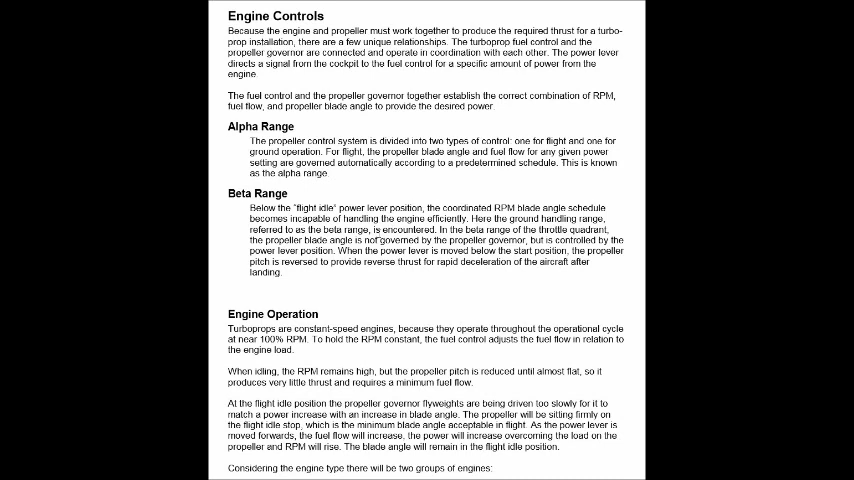 Engine Controls
Because the engine and propeller must work together to produce the required thrust for a turbo-
prop installation, there are a few unique relationships. The turboprop fuel control and the
propeller governor are connected and operate in coordination with each other. The power lever
directs a signal from the cockpit to the fuel control for a specific amount of power from the
engine.
The fuel control and the propeller governor together establish the correct combination of RPM,
fuel flow, and propeller blade angle to provide the desired power.
Alpha Range
The propeller control system is divided into two types of control: one for flight and one for
ground operation. For flight, the propeller blade angle and fuel flow for any given power
setting are governed automatically according to a predetermined schedule. This is known
as the alpha range.
Beta Range
Below the "flight idle" power lever position, the coordinated RPM blade angle schedule
becomes incapable of handling the engine efficiently. Here the ground handling range,
referred to as the beta range, is encountered. In the beta range of the throttle quadrant,
the propeller blade angle is not governed by the propeller governor, but is controlled by the
power lever position. When the power lever is moved below the start position, the propeller
pitch is reversed to provide reverse thrust for rapid deceleration of the aircraft after
landing.
Engine Operation
Turboprops are constant-speed engines, because they operate throughout the operational cycle
at near 100% RPM. To hold the RPM constant, the fuel control adjusts the fuel flow in relation to
the engine load.
When idling, the RPM remains high, but the propeller pitch is reduced until almost flat, so it
produces very little thrust and requires a minimum fuel flow.
At the flight idle position the propeller governor flyweights are being driven too slowly for it to
match a power increase with an increase in blade angle. The propeller will be sitting firmly on
the flight idle stop, which is the minimum blade angle acceptable in flight. As the power lever is
moved forwards, the fuel flow will increase, the power will increase overcoming the load on the
propeller and RPM will rise. The blade angle will remain in the flight idle position.
Considering the engine type there will be two groups of engines: